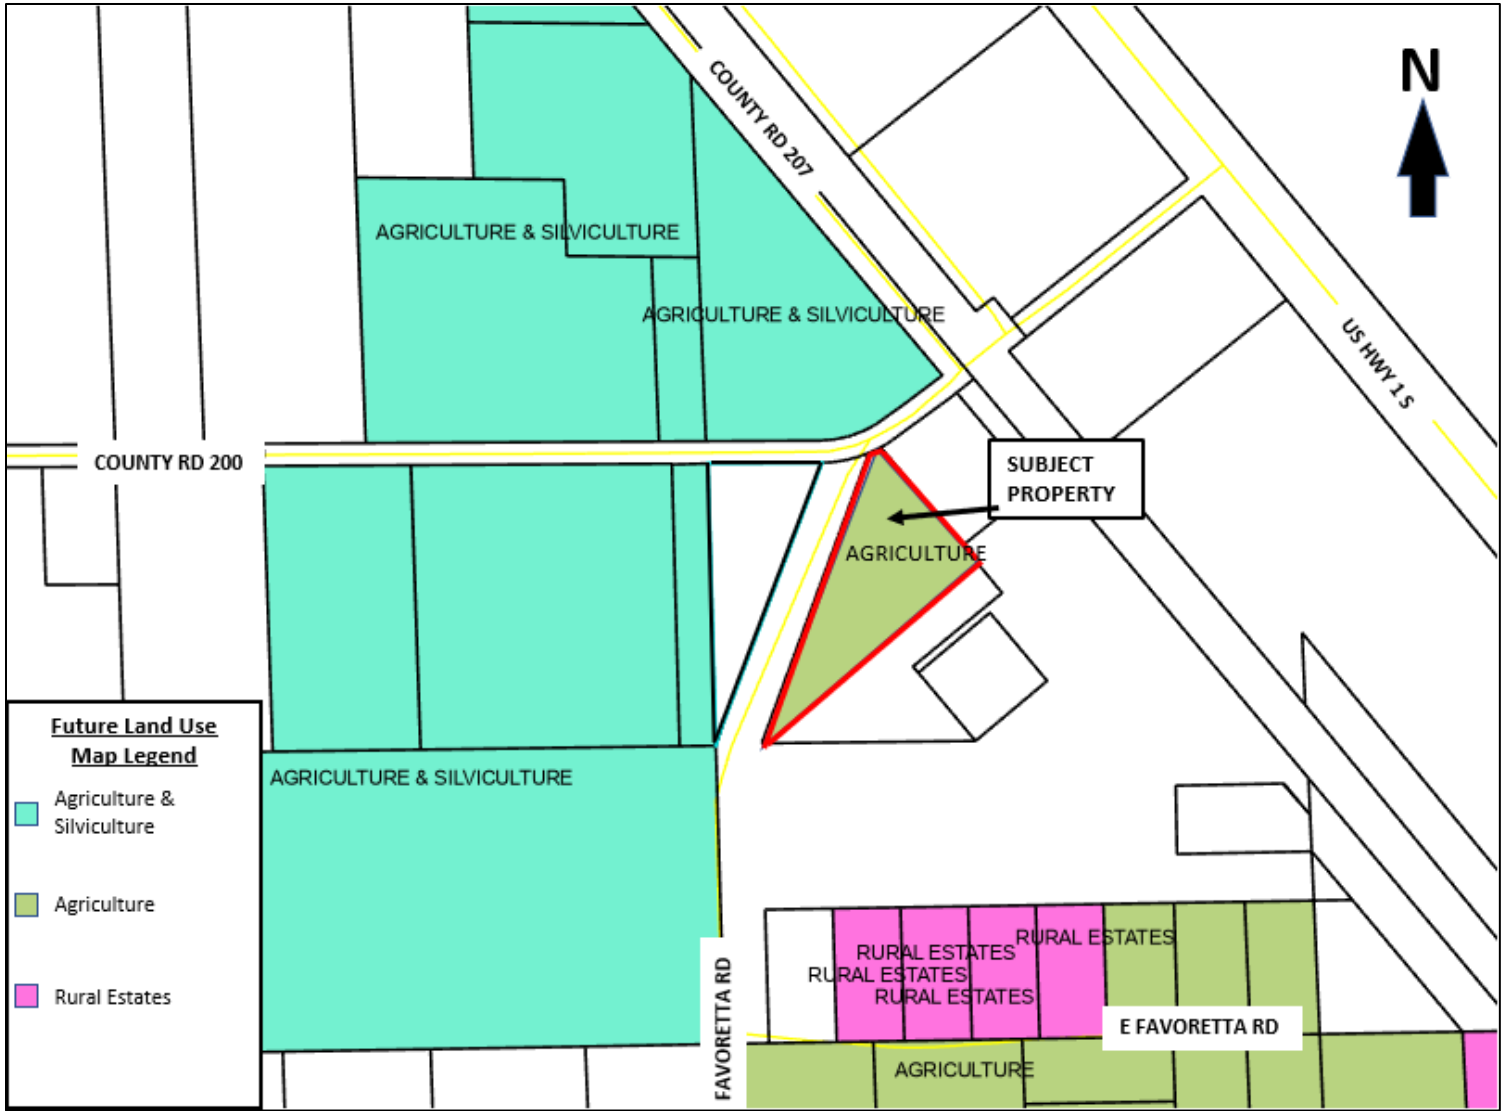 N
COUNTY RD 207
AGRICULTURE & SILVICULTURE
AGRICULTURE & SILVICULTURE
US HWY 1 S
COUNTY RD 200
SUBJECT
PROPERTY
AGRICULTURE
Future Land Use
Map Legend
Agriculture &
Silviculture
Agriculture
Rural Estates
AGRICULTURE & SILVICULTURE
FAVORETTA RD
RURAL ESTATES
RURAL ESTATES
RURAL ESTATES
RURAL ESTATES
E FAVORETTA RD
AGRICULTURE